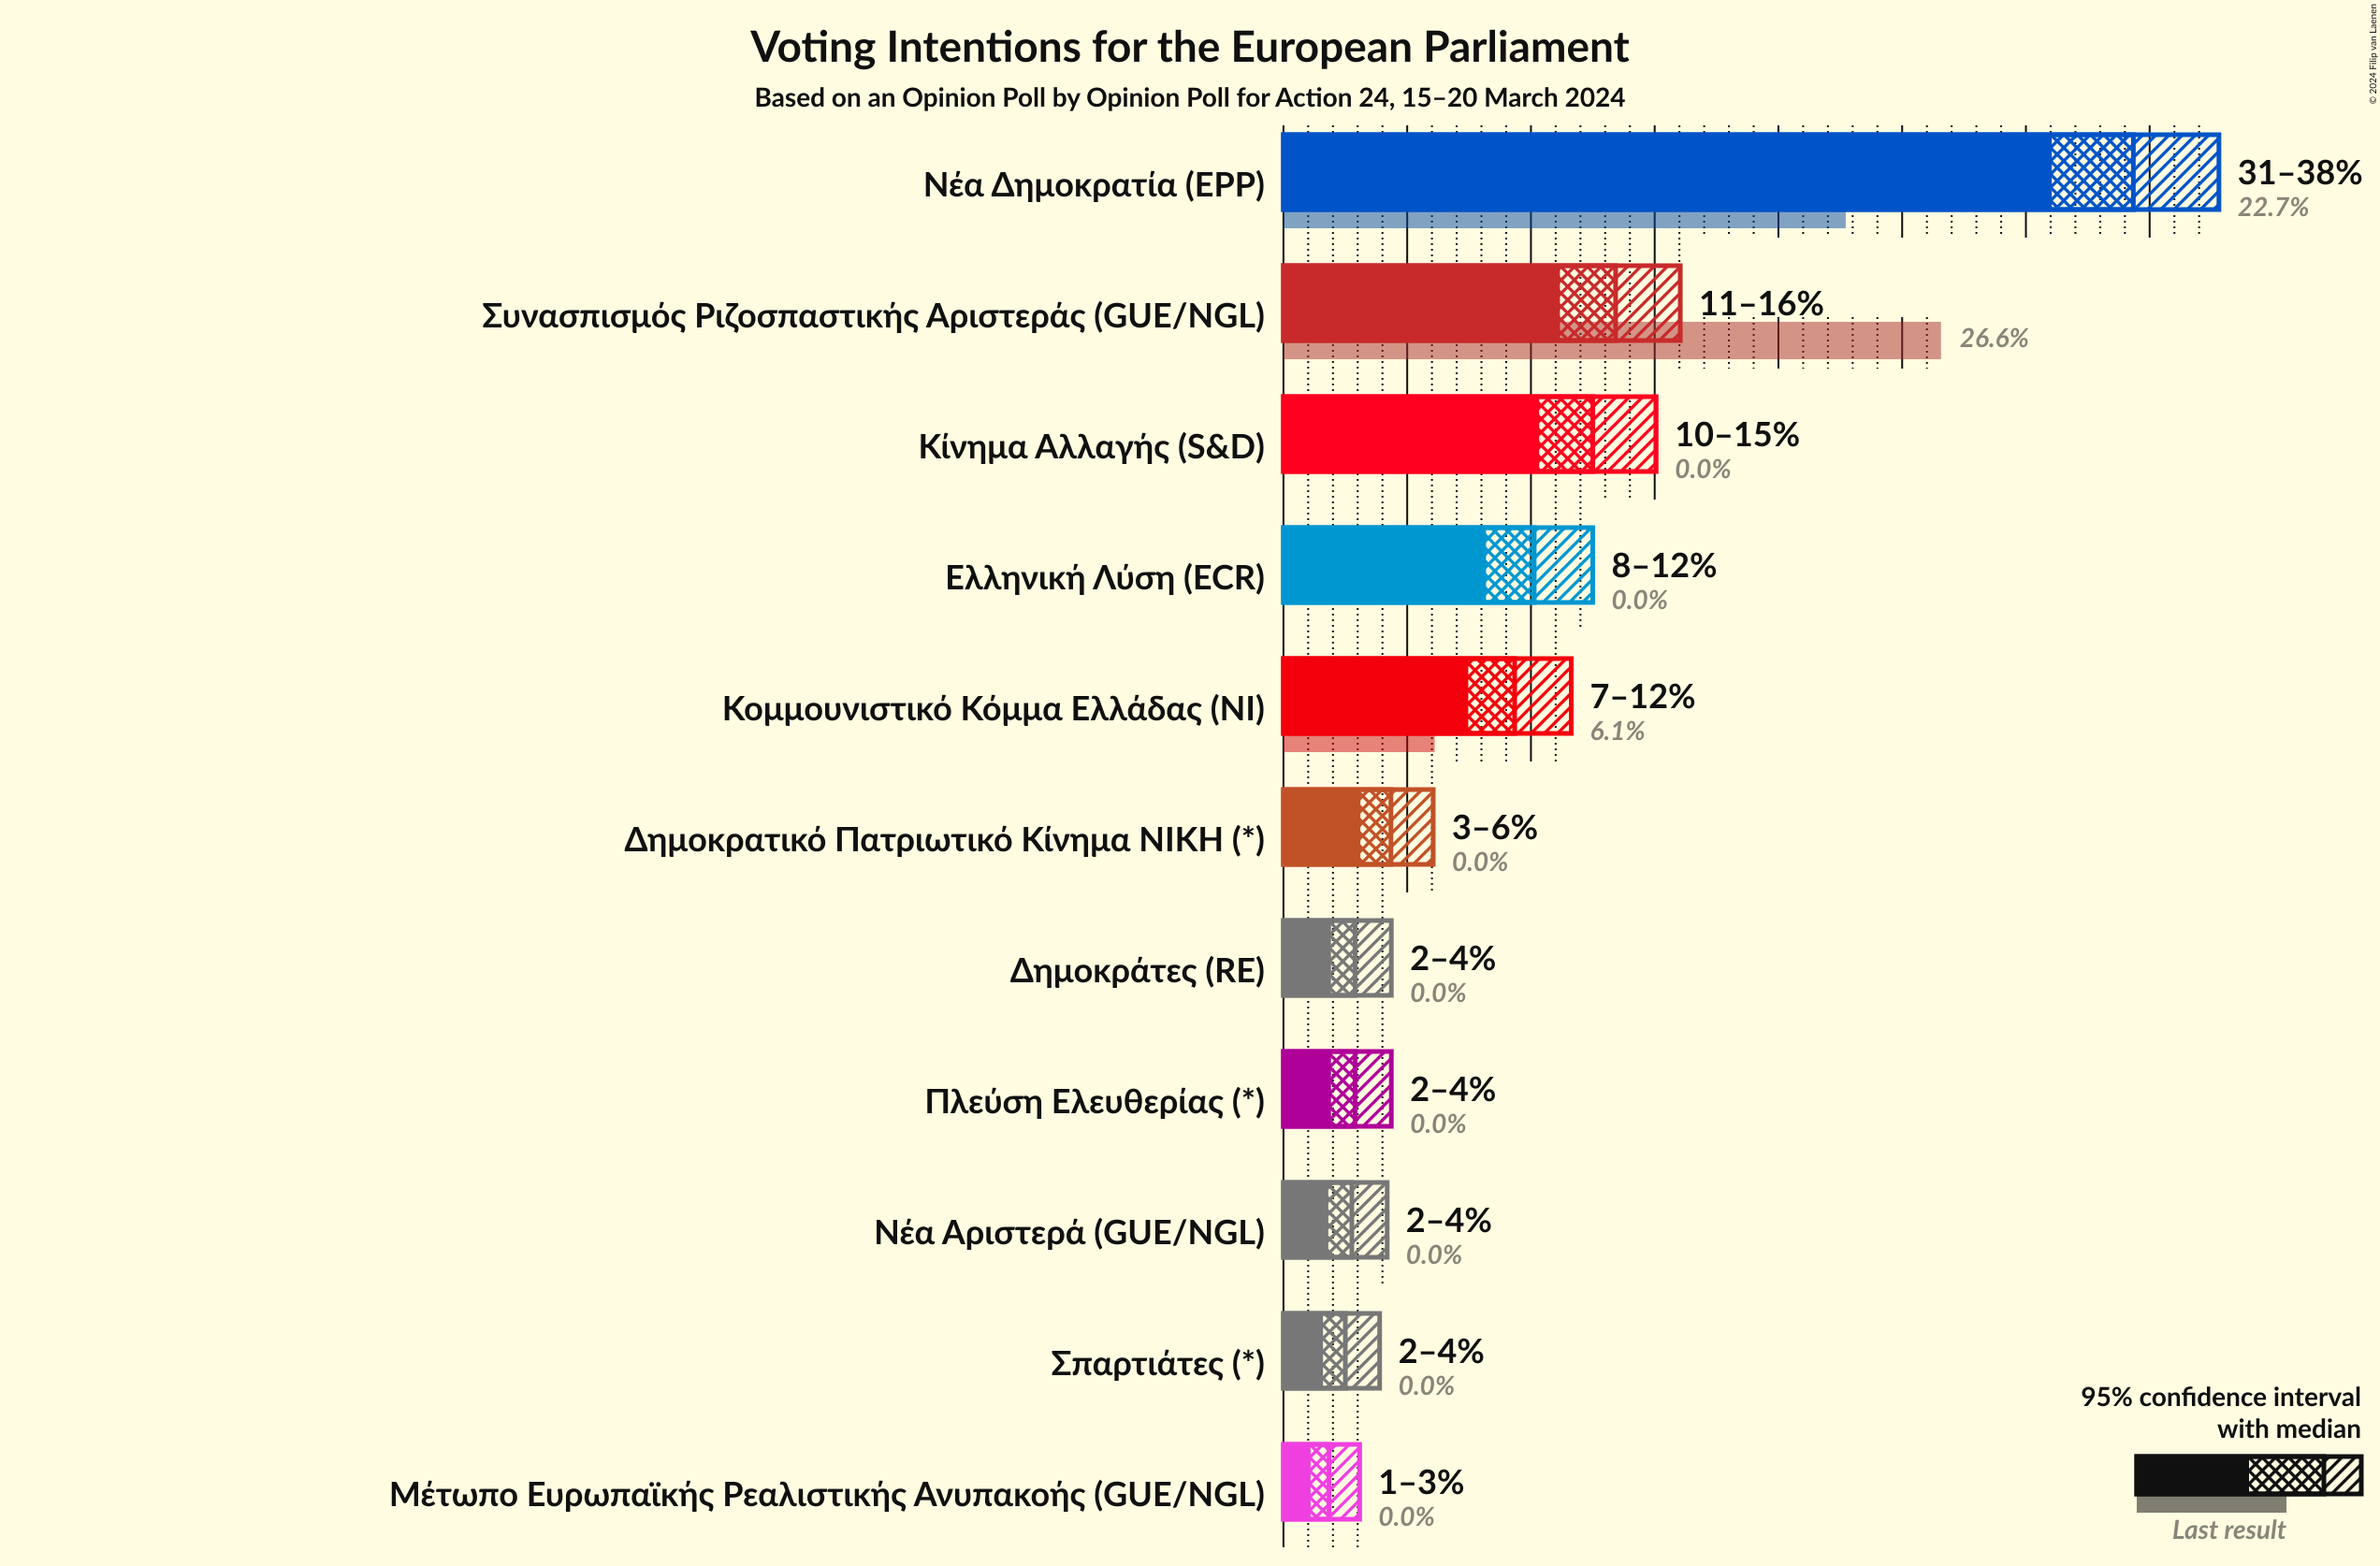 Voting Intentions for the European Parliament
Based on an Opinion Poll by Opinion Poll for Action 24, 15–20 March 2024
© 2024 Filip van Laenen
Νέα Δημοκρατία (EPP)
31–38%
22.7%
Συνασπισμός Ριζοσπαστικής Αριστεράς (GUE/NGL)
11–16%
26.6%
Κίνημα Αλλαγής (S&D)
10–15%
0.0%
Ελληνική Λύση (ECR)
8–12%
0.0%
Κομμουνιστικό Κόμμα Ελλάδας (NI)
7–12%
6.1%
Δημοκρατικό Πατριωτικό Κίνημα ΝΙΚΗ (*)
3–6%
0.0%
Δημοκράτες (RE)
2–4%
0.0%
Πλεύση Ελευθερίας (*)
2–4%
0.0%
Νέα Αριστερά (GUE/NGL)
2–4%
0.0%
Σπαρτιάτες (*)
2–4%
0.0%
Μέτωπο Ευρωπαϊκής Ρεαλιστικής Ανυπακοής (GUE/NGL)
1–3%
0.0%
95% confidence interval
with median
Last result